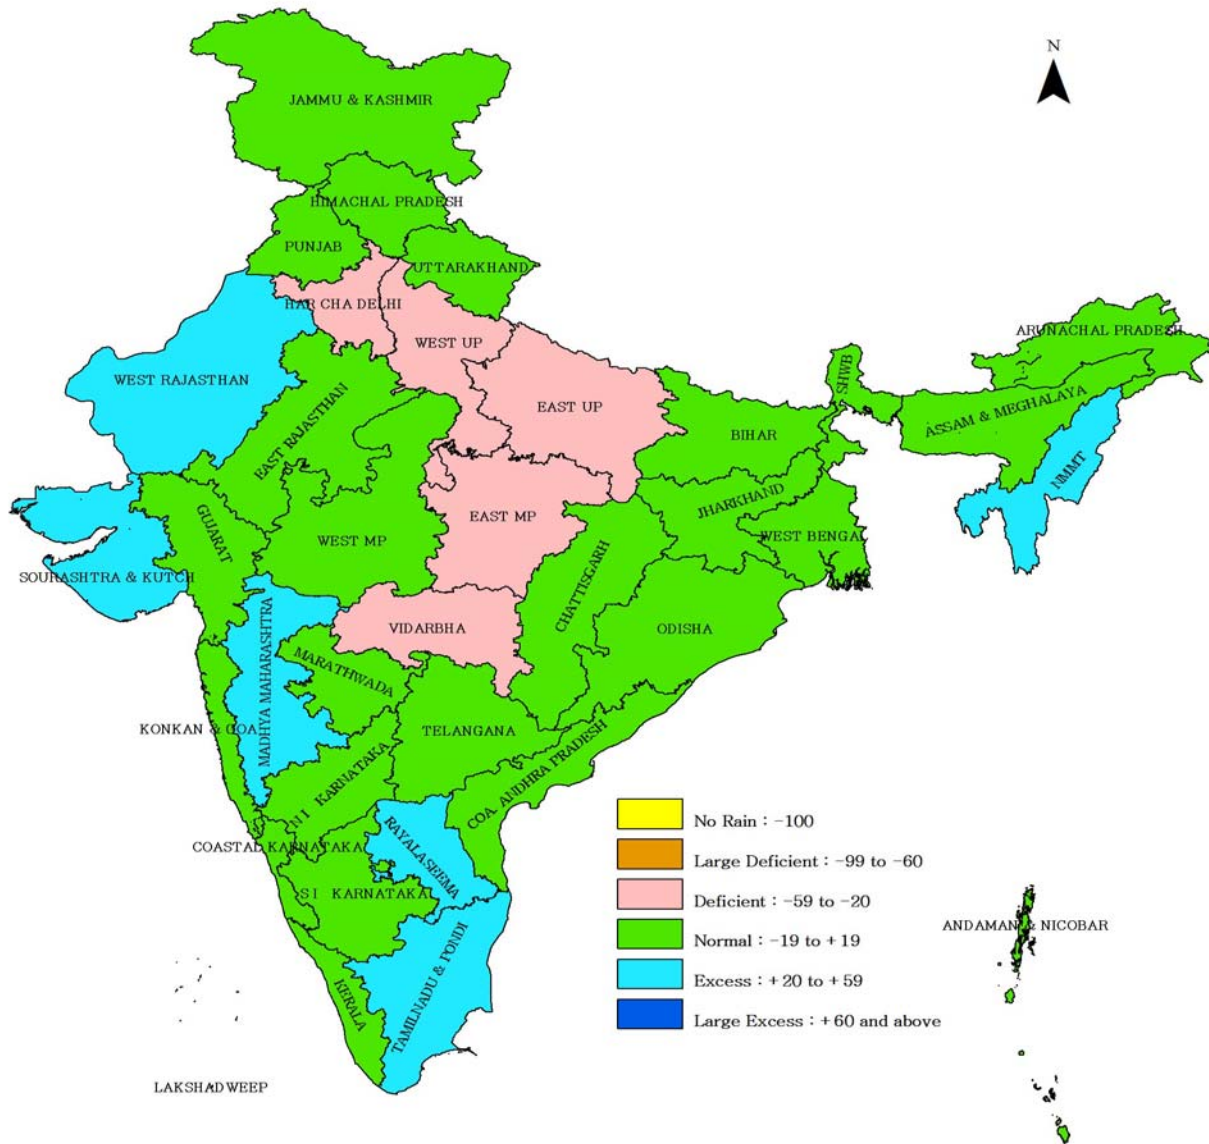 N
JAMMU & KASHMIR
HIMACHAL PRADESH
PUNJAB
UTTARAKHAND
HAR CHA DELHI
ARUNACHAL PRADESH
WEST UP
SHWB
WEST RAJASTHAN
EAST UP
ASSAM & MEGHALAYA
EAST RAJASTHAN
BIHAR
NMMT
JHARKHAND
EAST MP
GUJARAT
WEST MP
WEST BENGAL
CHATTISGARH
SOURASHTRA & KUTCH
VIDARBHA
ODISHA
MADHYA MAHARASHTRA
MARATHWADA
KONKAN & GOA
TELANGANA
N I KARNATAKA
COA. ANDHRA PRADESH
No Rain : -100
COASTAL KARNATAKA
RAYALASEEMA
Large Deficient : -99 to -60
S I KARNATAKA
Deficient : -59 to -20
ANDAMAN & NICOBAR
Normal : -19 to +19
TAMILNADU & PONDI
KERALA
Excess : +20 to +59
Large Excess : +60 and above
LAKSHADWEEP